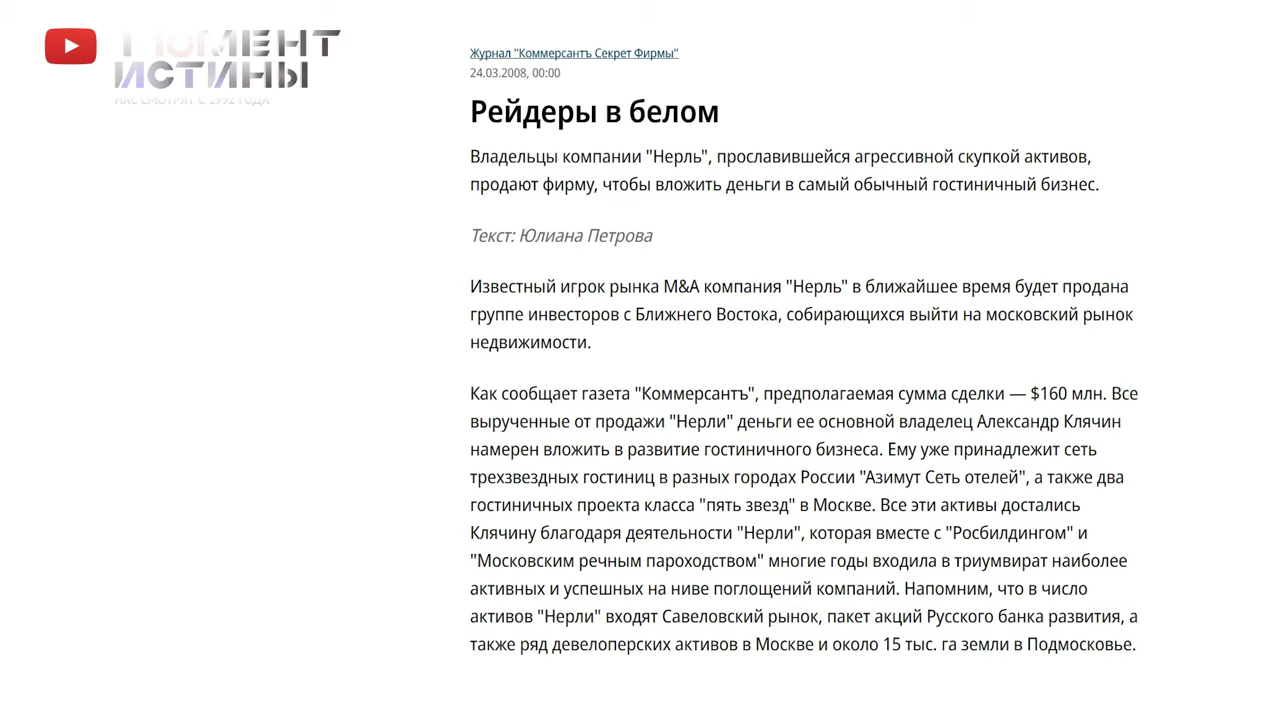 МОМЕНТ
ИСТИНЫ
НАС СМОТРЯТ С 1992 ГОДА
Журнал "Коммерсантъ Секрет Фирмы"
24.03.2008, 00:00
Рейдеры в белом
Владельцы компании "Нерль", прославившейся агрессивной скупкой активов,
продают фирму, чтобы вложить деньги в самый обычный гостиничный бизнес.
Текст: Юлиана Петрова
Известный игрок рынка M&A компания "Нерль" в ближайшее время будет продана
группе инвесторов с Ближнего Востока, собирающихся выйти на московский рынок
недвижимости.
Как сообщает газета "Коммерсантъ", предполагаемая сумма сделки — $160 млн. Все
вырученные от продажи "Нерли" деньги ее основной владелец Александр Клячин
намерен вложить в развитие гостиничного бизнеса. Ему уже принадлежит сеть
трехзвездных гостиниц в разных городах России "Азимут Сеть отелей", а также два
гостиничных проекта класса "пять звезд" в Москве. Все эти активы достались
Клячину благодаря деятельности "Нерли", которая вместе с "Росбилдингом" и
"Московским речным пароходством" многие годы входила в триумвират наиболее
активных и успешных на ниве поглощений компаний. Напомним, что в число
активов "Нерли" входят Савеловский рынок, пакет акций Русского банка развития, а
также ряд девелоперских активов в Москве и около 15 тыс. га земли в Подмосковье.